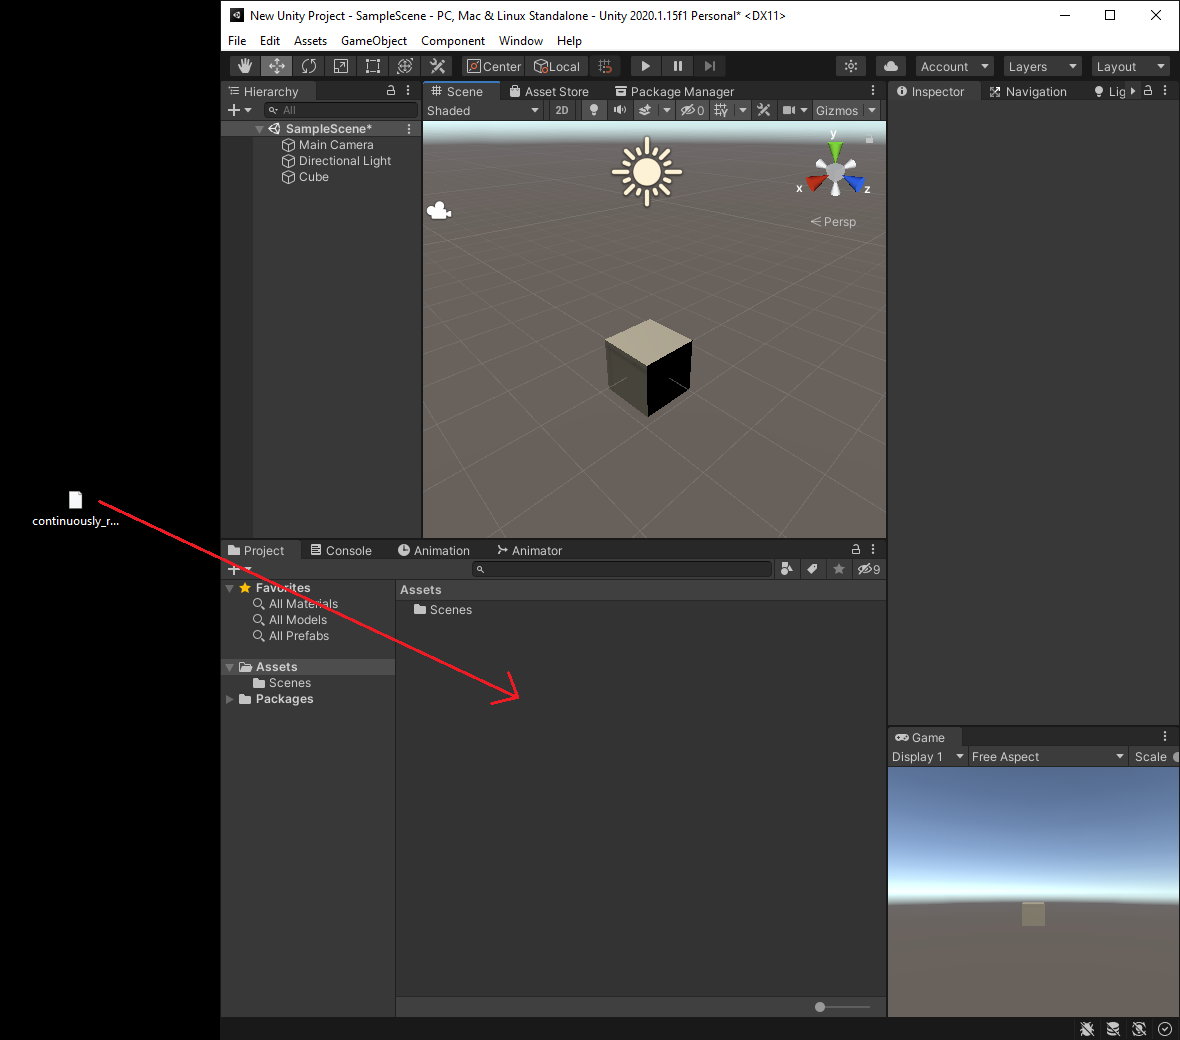 New Unity Project - SampleScene - PC, Mac & Linux Standalone - Unity 2020.1.15f1 Personal* <DX11>
File Edit Assets GameObject Component Window Help
Center Local Account Layers Layout
Hierarchy
All
SampleScene*
Main Camera
Directional Light
Cube
Scene Asset Store Package Manager
Shaded 2D 0 Gizmos
y
x
z
Persp
Inspector Navigation Lig
continuously_r...
Project Console Animation Animator
9
Favorites
All Materials
All Models
All Prefabs
Assets
Scenes
Packages
Assets
Scenes
Game
Display 1 Free Aspect Scale